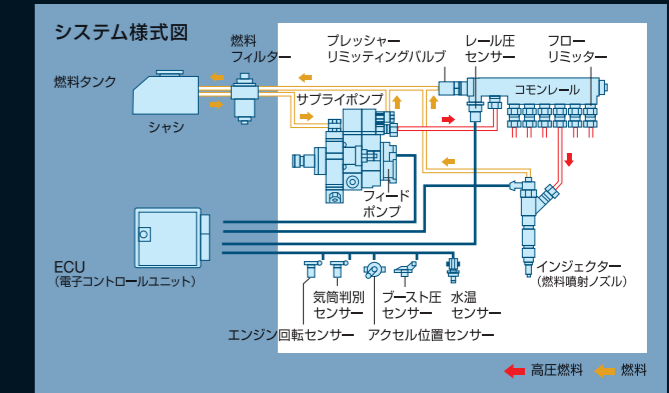 システム様式図
燃料
フィルター
プレッシャー
リミッティングバルブ
レール圧
センサー
フロー
リミッター
燃料タンク
コモンレール
サプライポンプ
シャシ
フィード
ポンプ
ECU
(電子コントロールユニット)
インジェクター
(燃料噴射ノズル)
気筒判別
センサー
ブースト圧
センサー
水温
センサー
エンジン回転センサー
アクセル位置センサー
高圧燃料
燃料